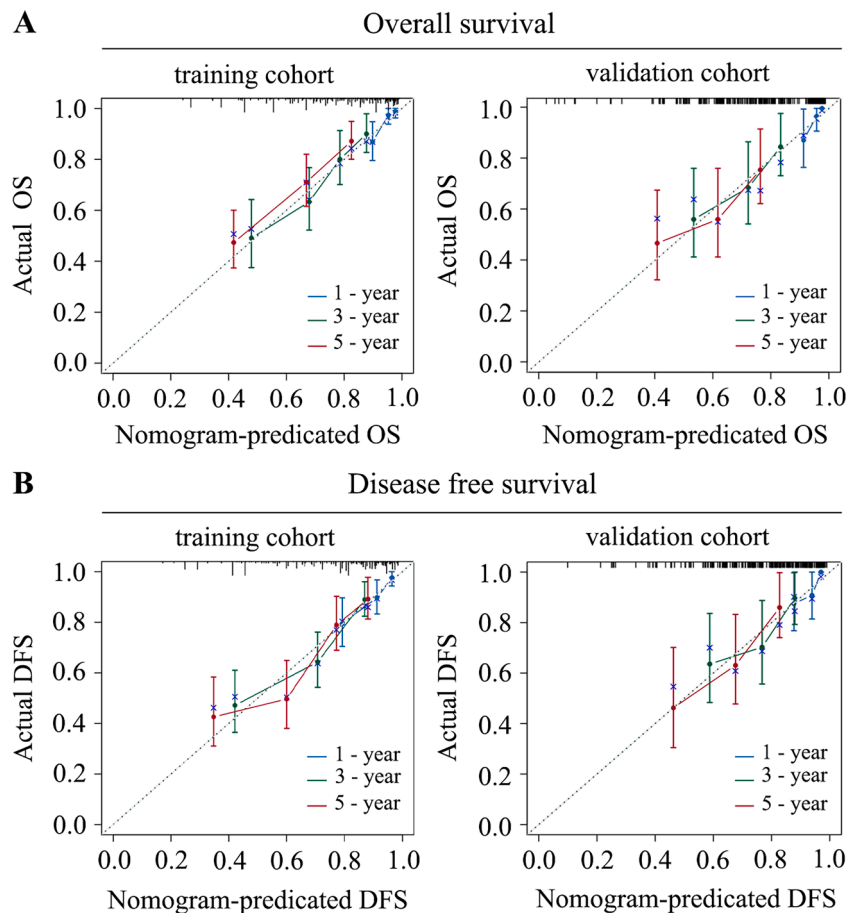 A
Overall survival
training cohort
validation cohort
Actual OS
1.0
0.8
0.6
0.4
0.2
0.0
1 - year
3 - year
5 - year
0.0 0.2 0.4 0.6 0.8 1.0
Nomogram-predicated OS
Actual OS
1.0
0.8
0.6
0.4
0.2
0.0
1 - year
3 - year
5 - year
0.0 0.2 0.4 0.6 0.8 1.0
Nomogram-predicated OS
B
Disease free survival
training cohort
validation cohort
Actual DFS
1.0
0.8
0.6
0.4
0.2
0.0
1 - year
3 - year
5 - year
0.0 0.2 0.4 0.6 0.8 1.0
Nomogram-predicated DFS
Actual DFS
1.0
0.8
0.6
0.4
0.2
0.0
1 - year
3 - year
5 - year
0.0 0.2 0.4 0.6 0.8 1.0
Nomogram-predicated DFS